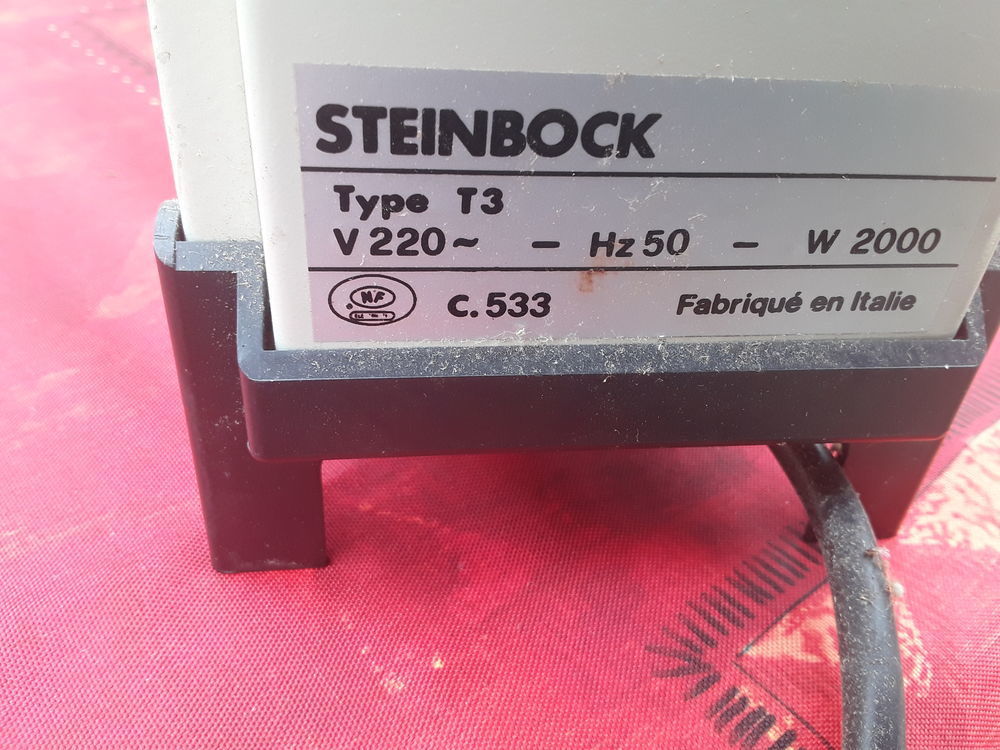 STEINBOCK
Type T3
V 220~ - Hz 50 - W 2000
NF C. 533 Fabriqué en Italie